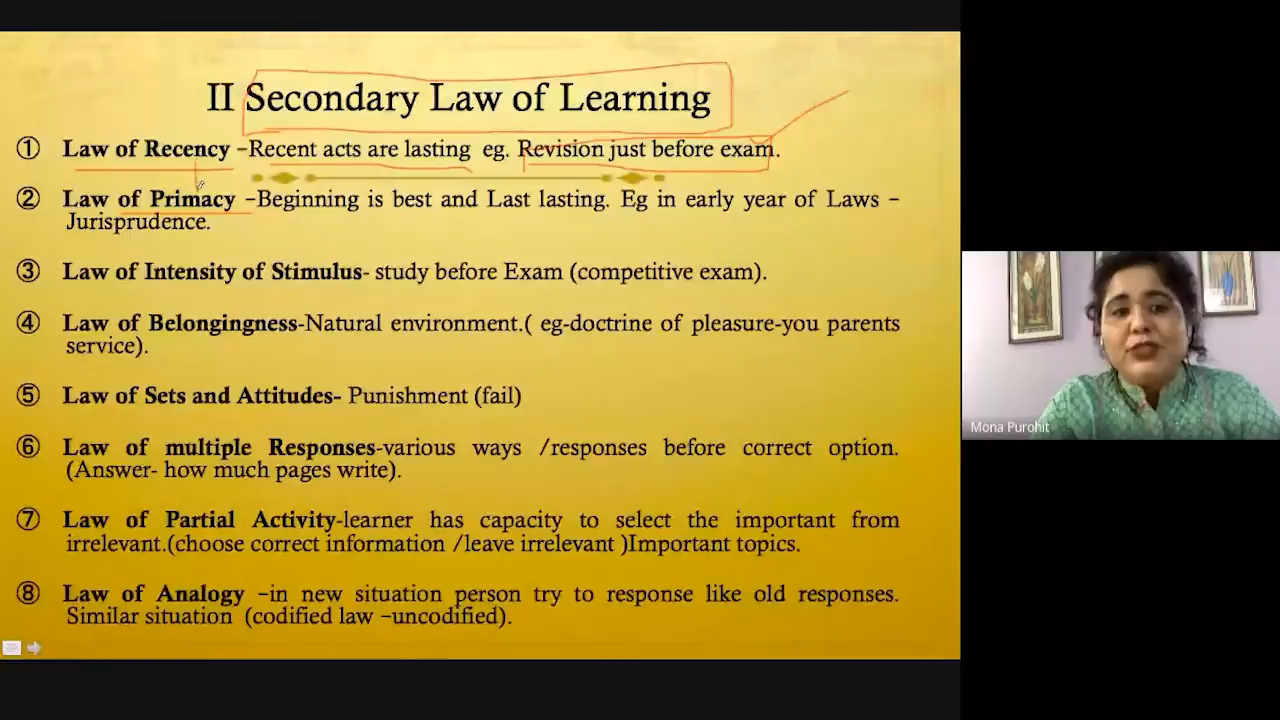 II Secondary Law of Learning
① Law of Recency –Recent acts are lasting eg. Revision just before exam.
② Law of Primacy –Beginning is best and Last lasting. Eg in early year of Laws –
Jurisprudence.
③ Law of Intensity of Stimulus- study before Exam (competitive exam).
④ Law of Belongingness-Natural environment.( eg-doctrine of pleasure-you parents
service).
⑤ Law of Sets and Attitudes- Punishment (fail)
⑥ Law of multiple Responses-various ways /responses before correct option.
(Answer- how much pages write).
⑦ Law of Partial Activity-learner has capacity to select the important from
irrelevant.(choose correct information /leave irrelevant )Important topics.
⑧ Law of Analogy –in new situation person try to response like old responses.
Similar situation (codified law –uncodified).
Mona Purohit